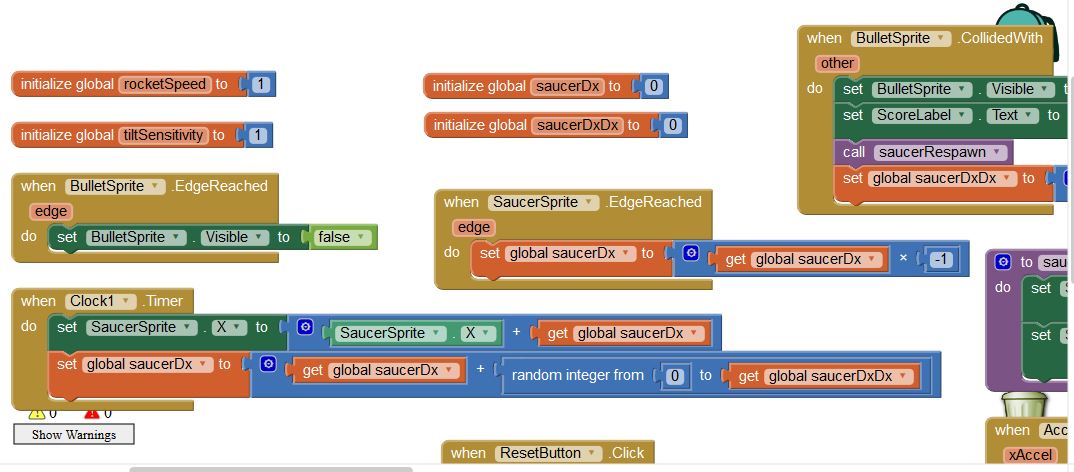 initialize global rocketSpeed to 1
initialize global tiltSensitivity to 1
initialize global saucerDx to 0
initialize global saucerDxDx to 0
when BulletSprite .CollidedWith
other
do set BulletSprite . Visible
set ScoreLabel . Text to
call saucerRespawn
set global saucerDxDx to
when BulletSprite .EdgeReached
edge
do set BulletSprite . Visible to false
when SaucerSprite .EdgeReached
edge
do set global saucerDx to get global saucerDx × -1
when Clock1 .Timer
do set SaucerSprite . X to SaucerSprite . X + get global saucerDx
set global saucerDx to get global saucerDx + random integer from 0 to get global saucerDxDx
to sau
do set
set
0 0
Show Warnings
when ResetButton .Click
when Acc
xAccel